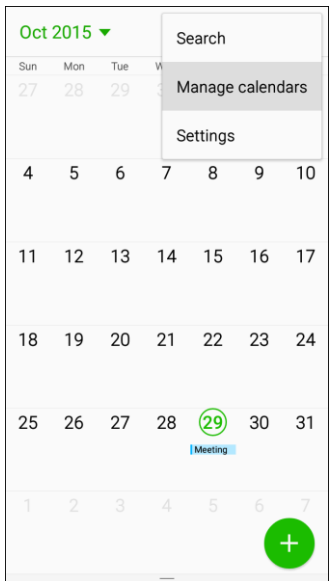 Oct 2015
Search
Manage calendars
Settings
Sun Mon Tue
27 28 29
4 5 6 7 8 9 10
11 12 13 14 15 16 17
18 19 20 21 22 23 24
25 26 27 28 29 30 31
Meeting
1 2 3 4 5 6 7
+